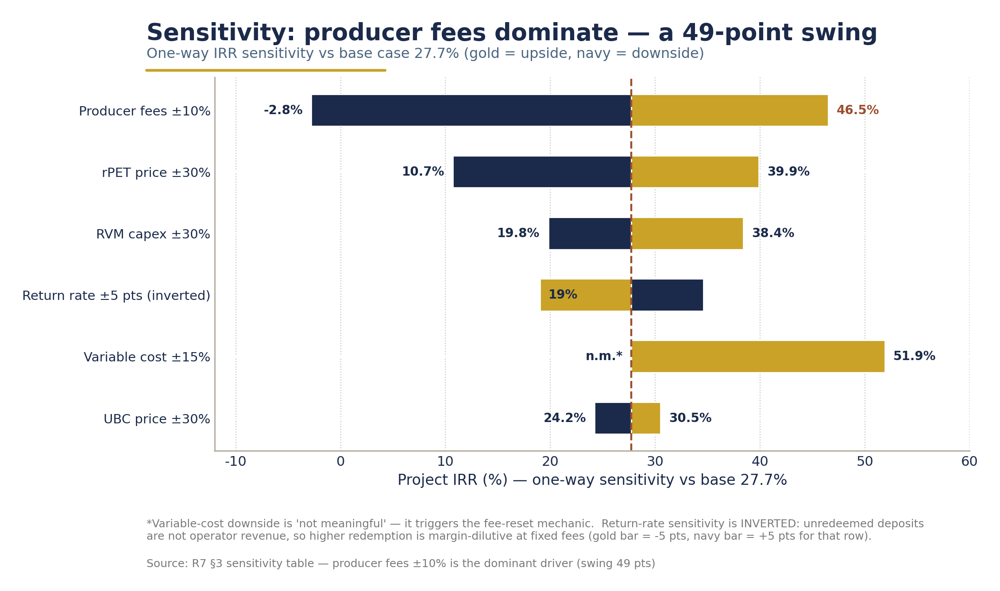 Sensitivity: producer fees dominate — a 49-point swing
One-way IRR sensitivity vs base case 27.7% (gold = upside, navy = downside)
Producer fees ±10%
-2.8%
46.5%
rPET price ±30%
10.7%
39.9%
RVM capex ±30%
19.8%
38.4%
Return rate ±5 pts (inverted)
19%
Variable cost ±15%
n.m.*
51.9%
UBC price ±30%
24.2%
30.5%
-10 0 10 20 30 40 50 60
Project IRR (%) — one-way sensitivity vs base 27.7%
*Variable-cost downside is 'not meaningful' — it triggers the fee-reset mechanic.  Return-rate sensitivity is INVERTED: unredeemed deposits
are not operator revenue, so higher redemption is margin-dilutive at fixed fees (gold bar = -5 pts, navy bar = +5 pts for that row).
Source: R7 §3 sensitivity table — producer fees ±10% is the dominant driver (swing 49 pts)